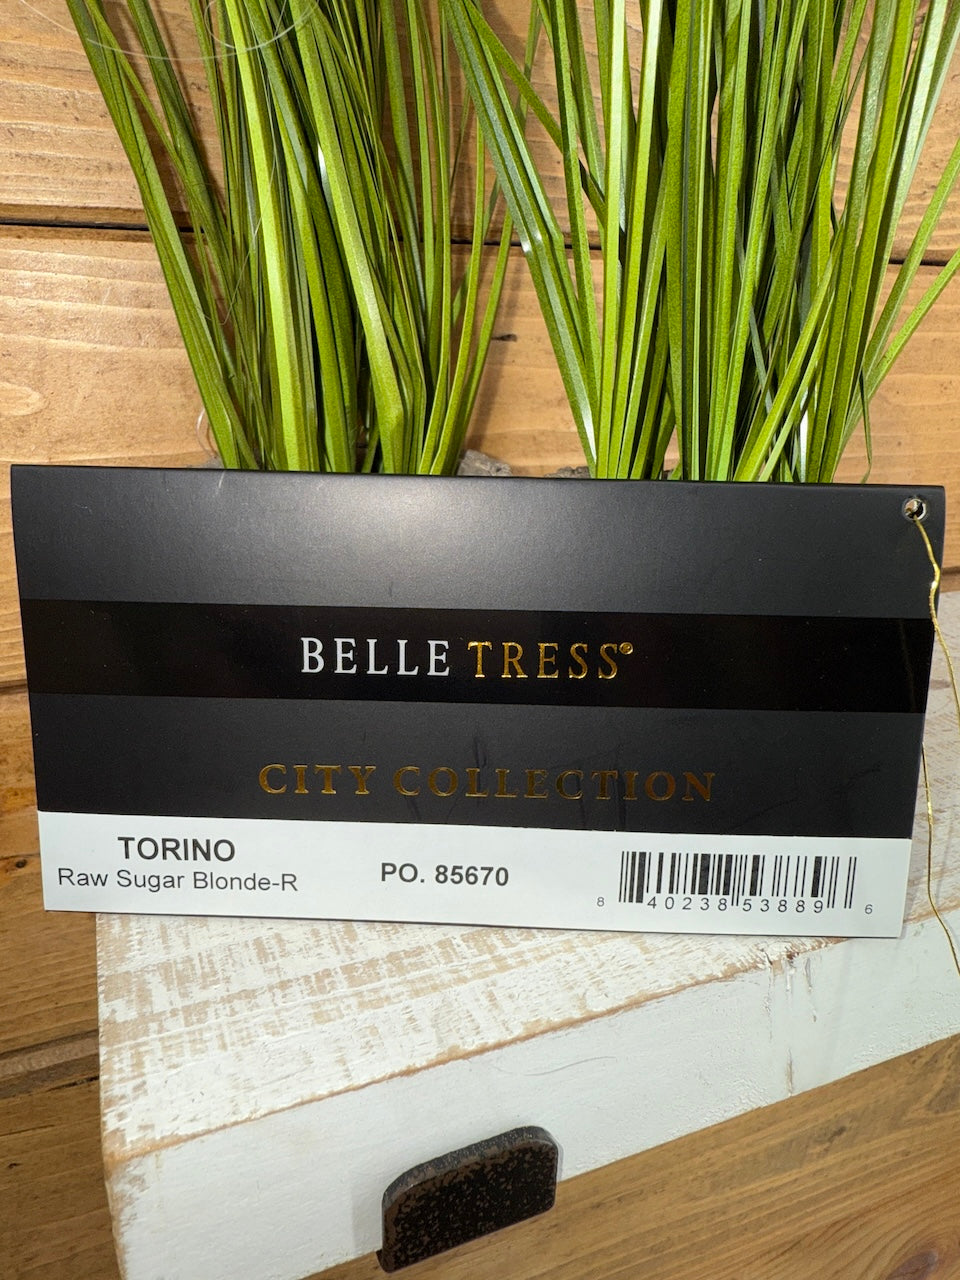 BELLE TRESS®
CITY COLLECTION
TORINO
Raw Sugar Blonde-R
PO. 85670
8 40238 53889 6